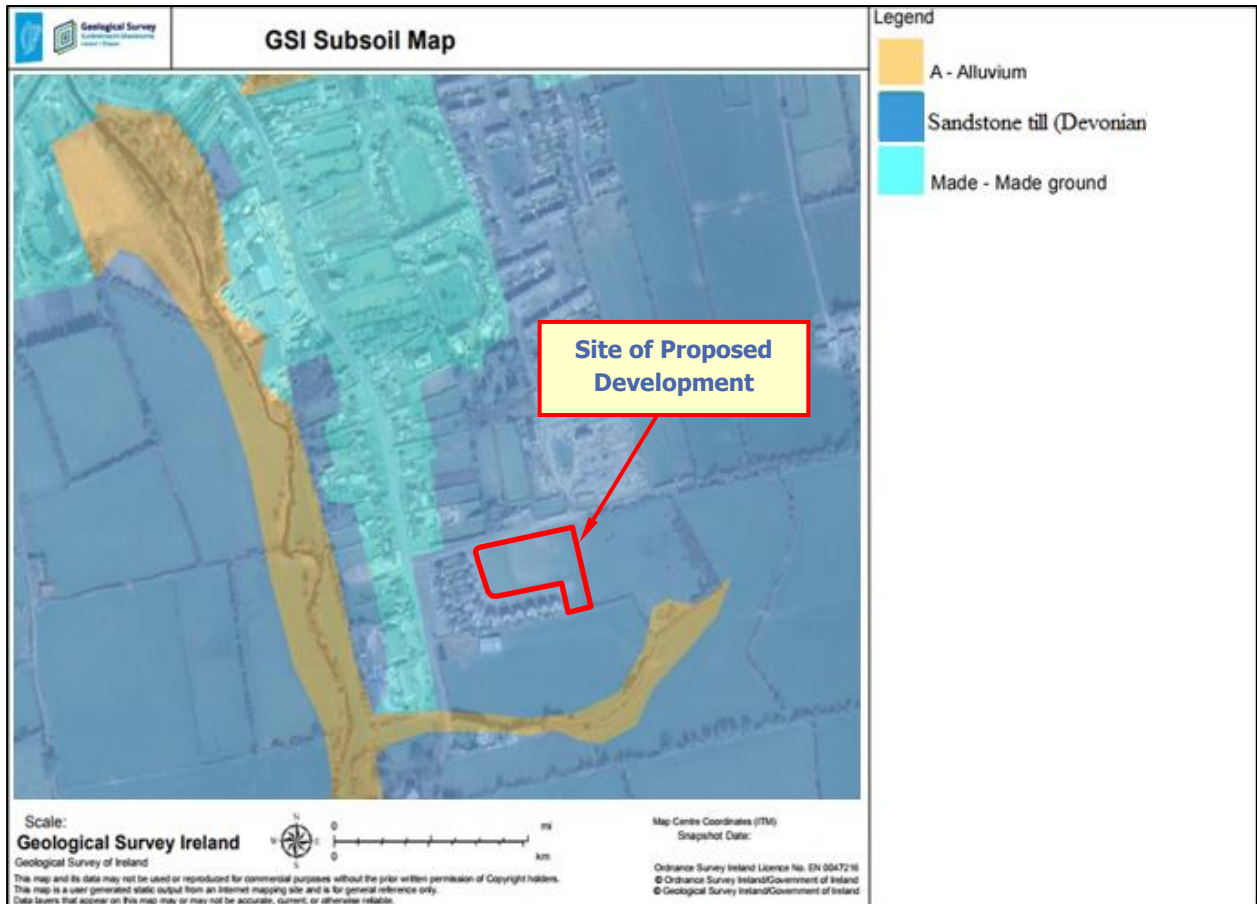 Geological Survey
GSI Subsoil Map
Site of Proposed
Development
Legend
A - Alluvium
Sandstone till (Devonian
Made - Made ground
Scale:
Geological Survey Ireland
Geological Survey of Ireland
This map and its data may not be used or reproduced for commercial purposes without the prior written permission of Copyright holders.
This map is a user generated static output from an Internet mapping site and is for general reference only.
Data layers that appear on this map may or may not be accurate, current, or otherwise reliable.
N
E
S
0 mi
0 km
Map Centre Coordinates (ITM)
Snapshot Date:
Ordnance Survey Ireland Licence No. EN 0047216
© Ordnance Survey Ireland/Government of Ireland
© Geological Survey Ireland/Government of Ireland